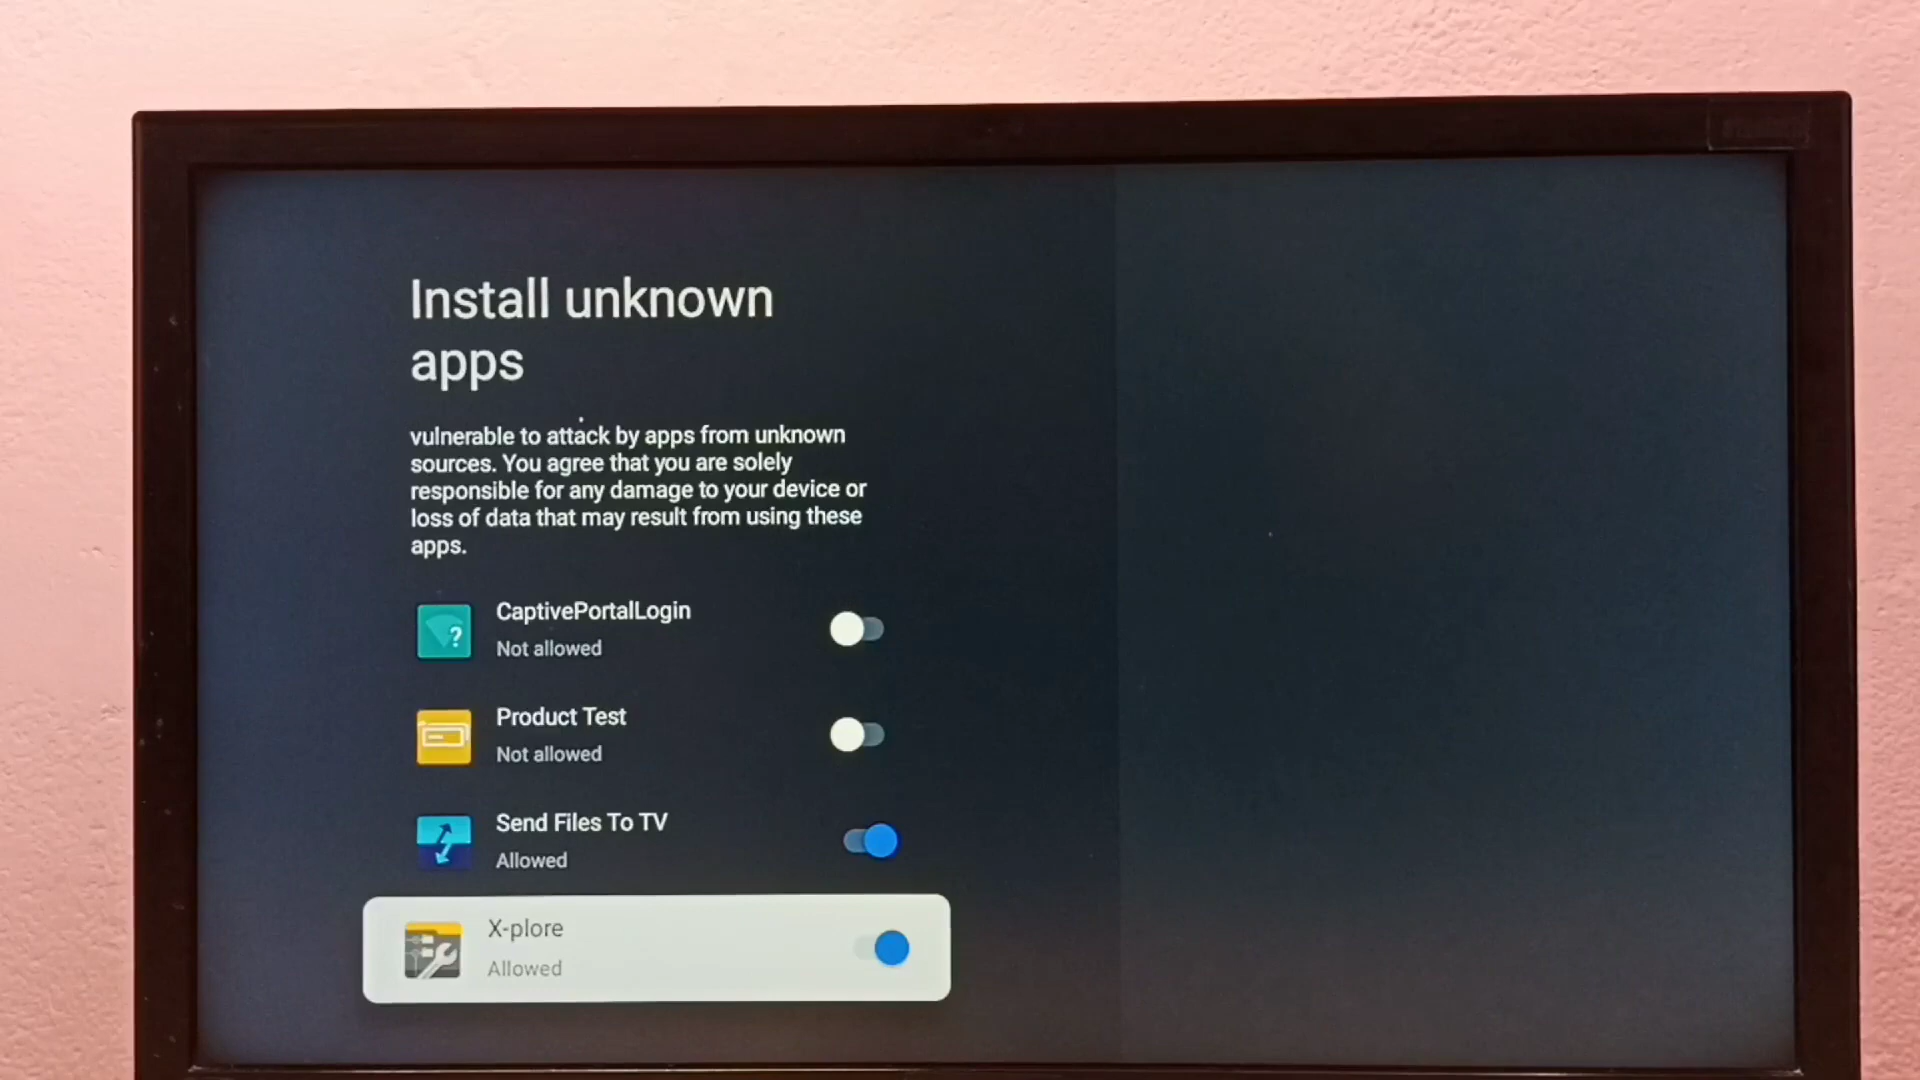 Install unknown
apps
vulnerable to attack by apps from unknown
sources. You agree that you are solely
responsible for any damage to your device or
loss of data that may result from using these
apps.
CaptivePortalLogin
Not allowed
Product Test
Not allowed
Send Files To TV
Allowed
X-plore
Allowed